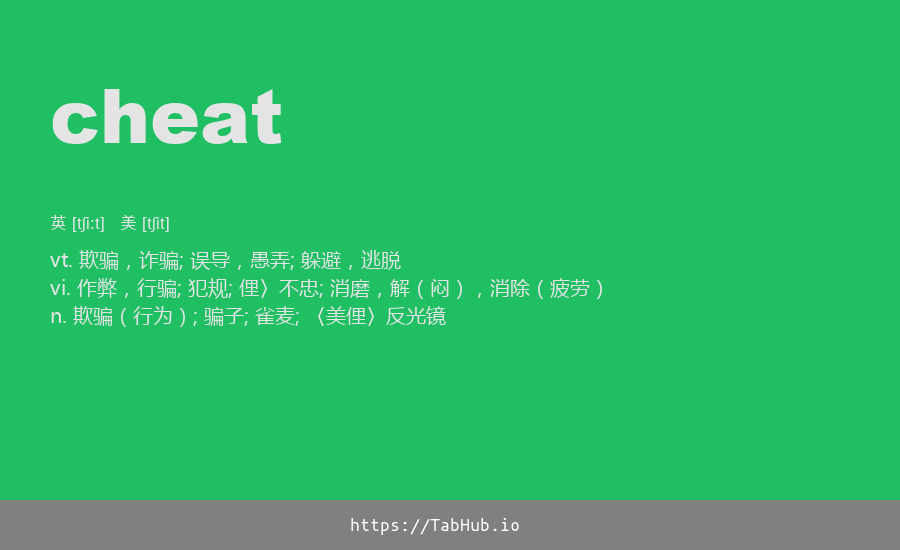 cheat
英 [tʃiːt] 美 [tʃit]
vt. 欺骗，诈骗; 误导，愚弄; 躲避，逃脱
vi. 作弊，行骗; 犯规; 俚〉不忠; 消磨，解（闷），消除（疲劳）
n. 欺骗（行为）; 骗子; 雀麦; 〈美俚〉反光镜
https://TabHub.io